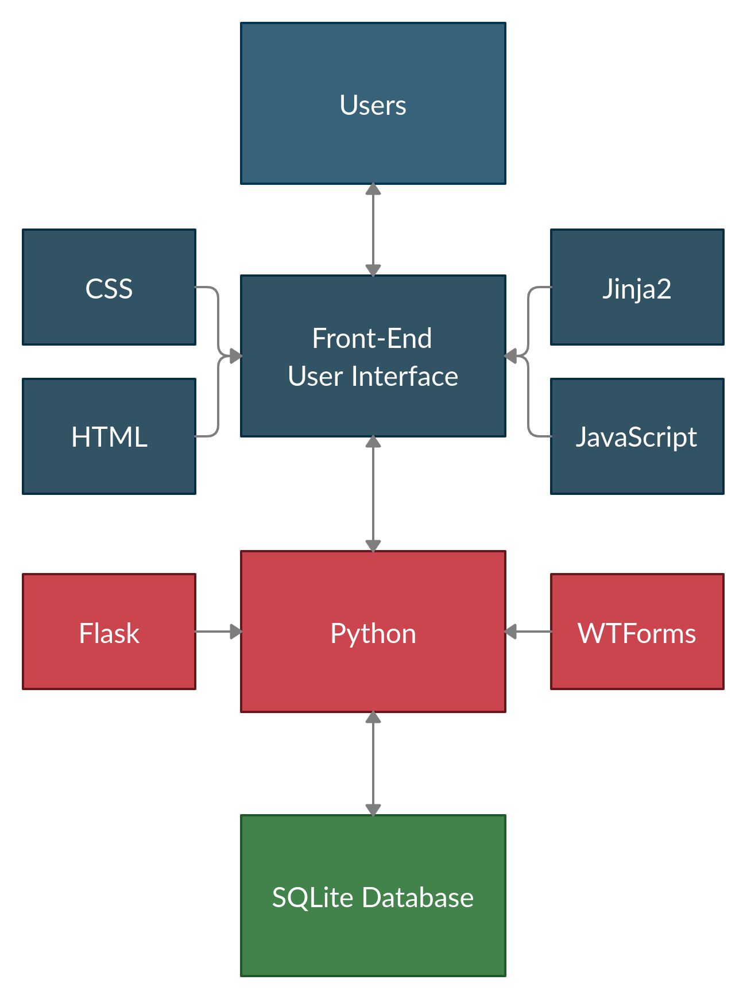 Users
CSS
Jinja2
Front-End
User Interface
HTML
JavaScript
Flask
Python
WTForms
SQLite Database